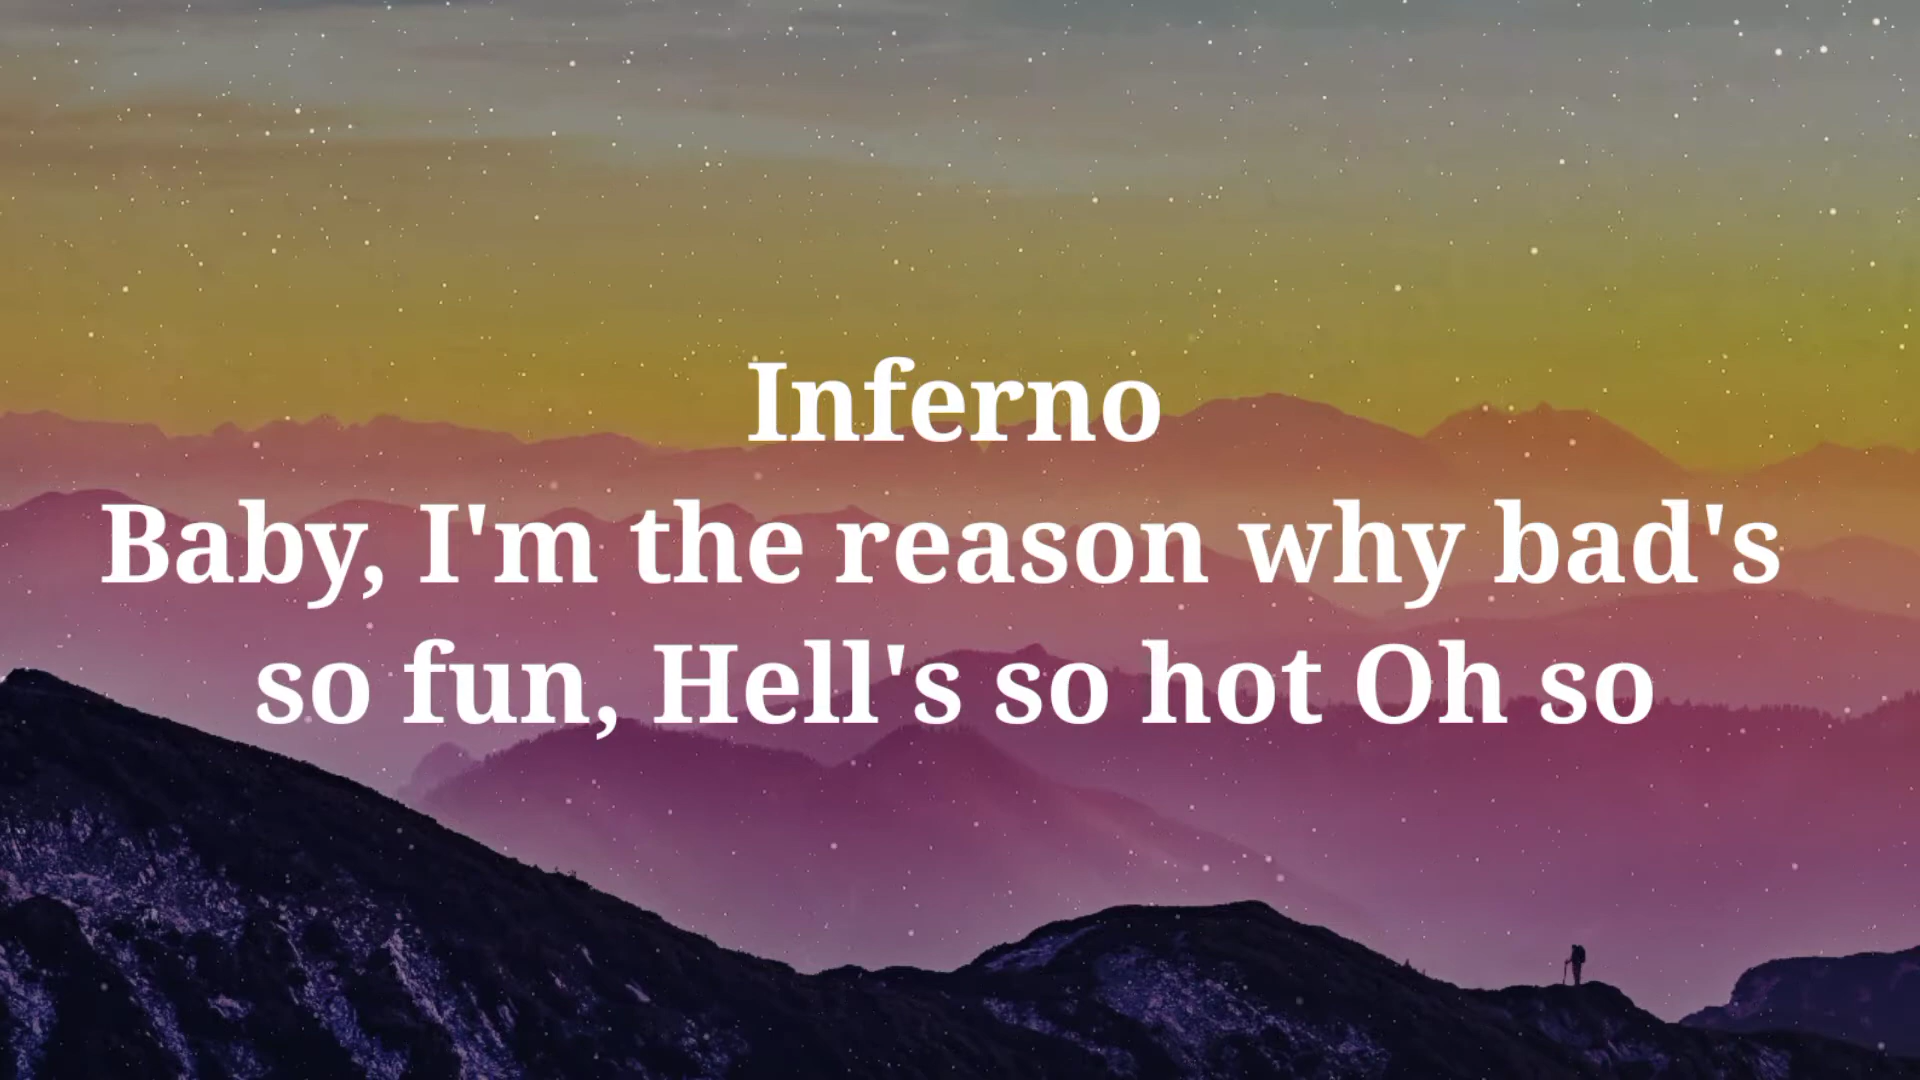 Inferno
Baby, I'm the reason why bad's
so fun, Hell's so hot Oh so